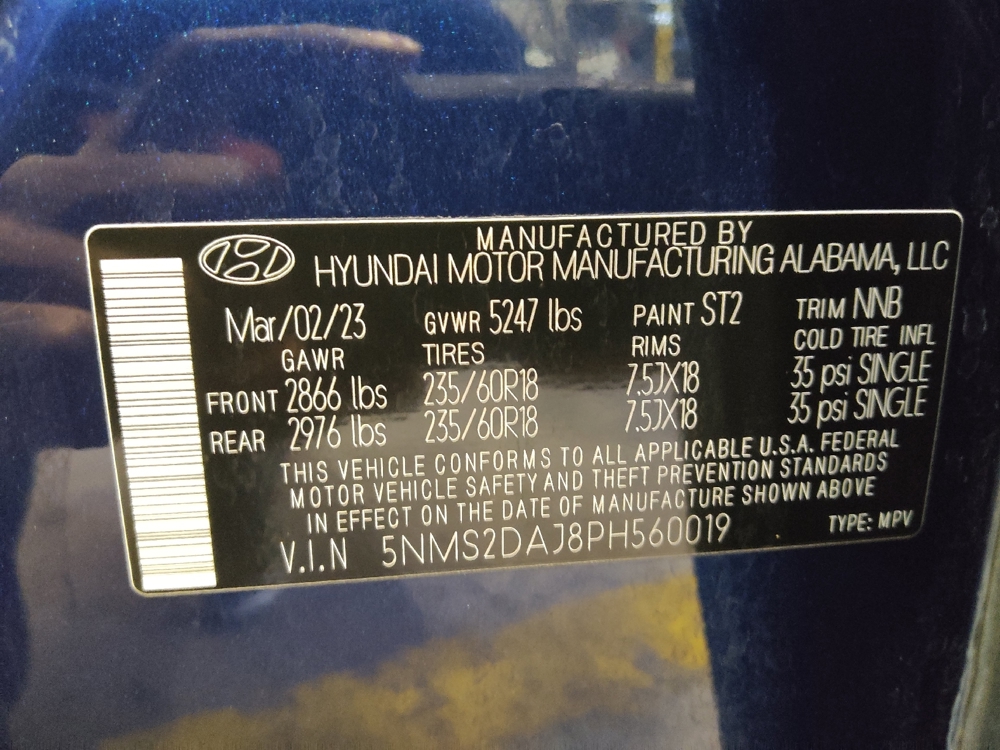 MANUFACTURED BY
HYUNDAI MOTOR MANUFACTURING ALABAMA, LLC
Mar/02/23 GVWR 5247 lbs PAINT ST2 TRIM NNB
GAWR TIRES RIMS COLD TIRE INFL
FRONT 2866 lbs 235/60R18 7.5JX18 35 psi SINGLE
REAR 2976 lbs 235/60R18 7.5JX18 35 psi SINGLE
THIS VEHICLE CONFORMS TO ALL APPLICABLE U.S.A. FEDERAL
MOTOR VEHICLE SAFETY AND THEFT PREVENTION STANDARDS
IN EFFECT ON THE DATE OF MANUFACTURE SHOWN ABOVE
V.I.N 5NMS2DAJ8PH560019 TYPE: MPV